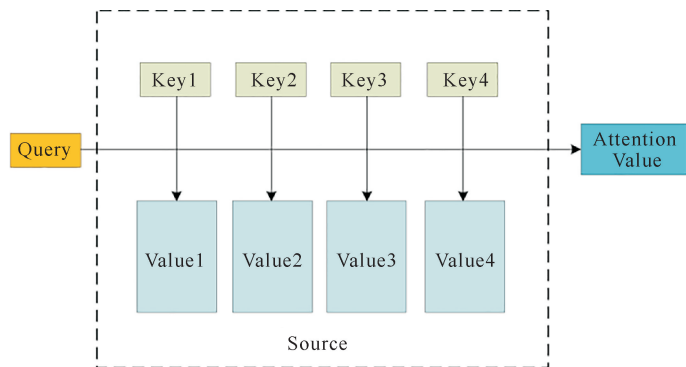 Key1 Key2 Key3 Key4
Query
Attention
Value
Value1 Value2 Value3 Value4
Source